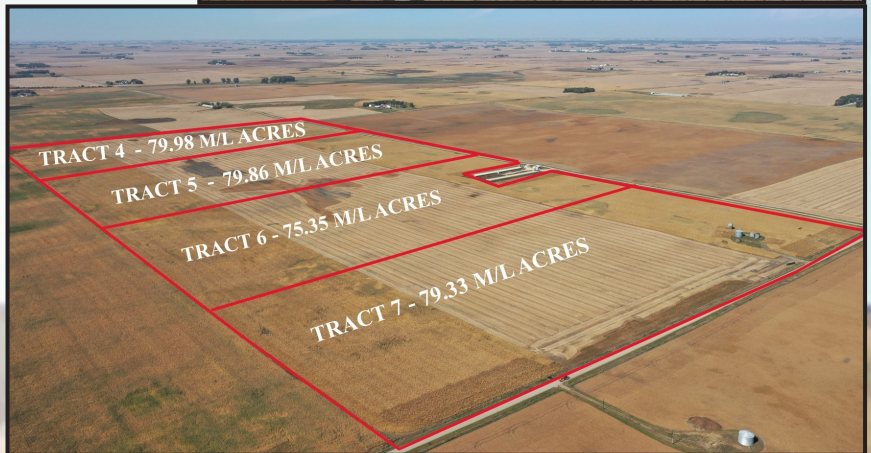 TRACT 4 - 79.98 M/L ACRES
TRACT 5 - 79.86 M/L ACRES
TRACT 6 - 75.35 M/L ACRES
TRACT 7 - 79.33 M/L ACRES